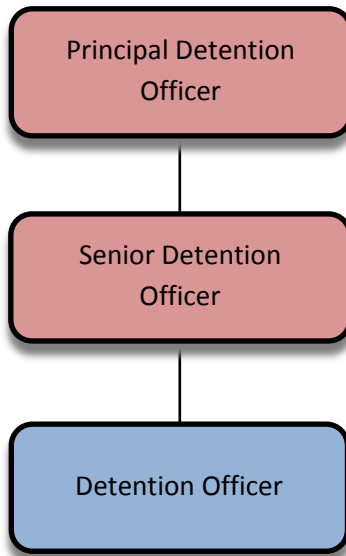 Principal Detention
Officer
Senior Detention
Officer
Detention Officer